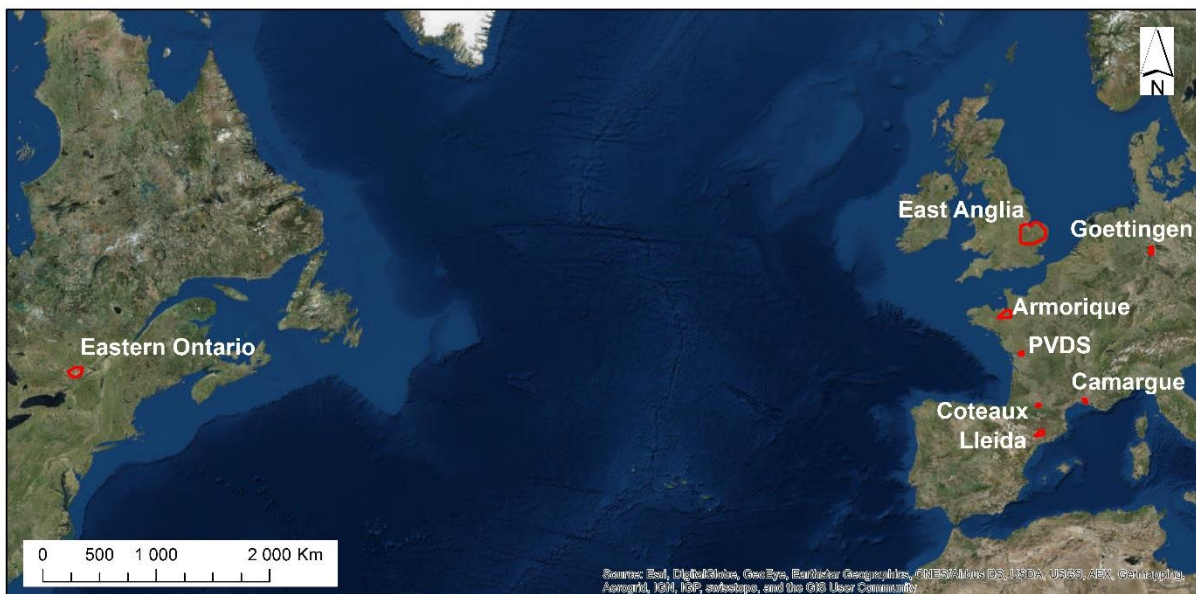 N
East Anglia
Goettingen
Armorique
Eastern Ontario
PVDS
Camargue
Coteaux
Lleida
0 500 1 000 2 000 Km
Source: Esri, DigitalGlobe, GeoEye, Earthstar Geographics, CNES/Airbus DS, USDA, USGS, AEX, Getmapping,
Aerogrid, IGN, IGP, swisstopo, and the GIS User Community